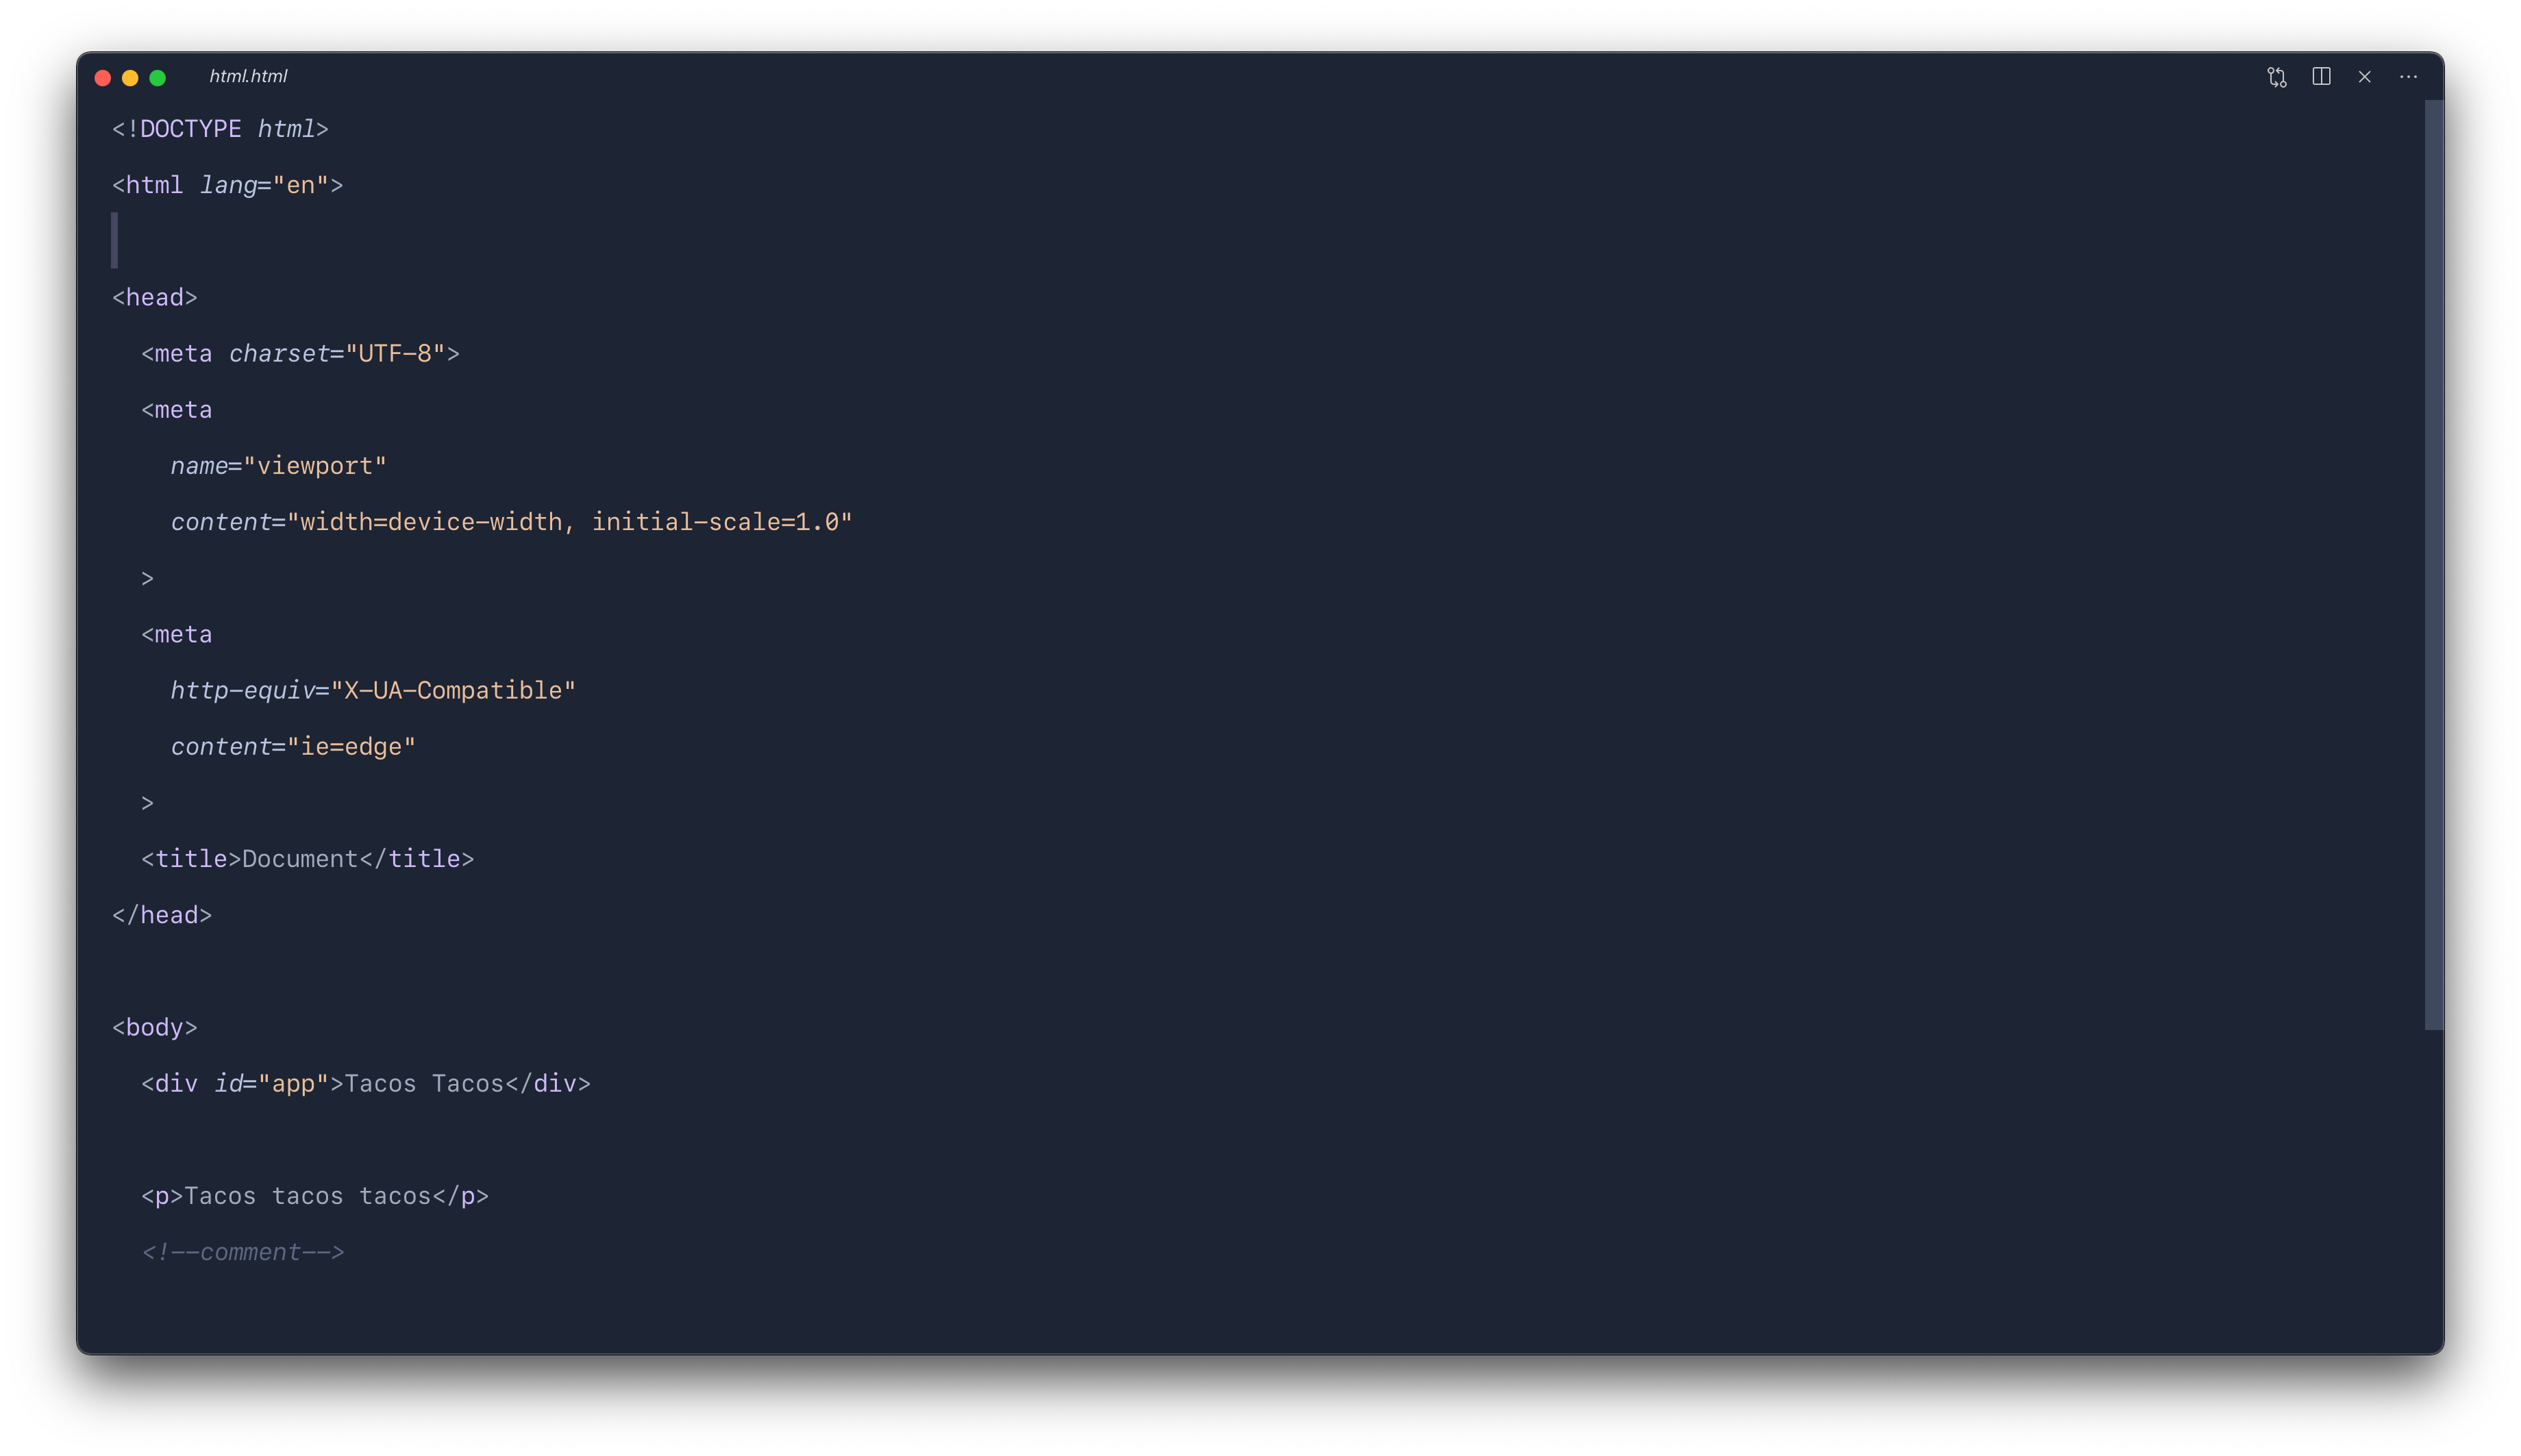 html.html
<!DOCTYPE html>
<html lang="en">
<head>
  <meta charset="UTF-8">
  <meta
    name="viewport"
    content="width=device-width, initial-scale=1.0"
  >
  <meta
    http-equiv="X-UA-Compatible"
    content="ie=edge"
  >
  <title>Document</title>
</head>
<body>
  <div id="app">Tacos Tacos</div>
  <p>Tacos tacos tacos</p>
  <!--comment-->